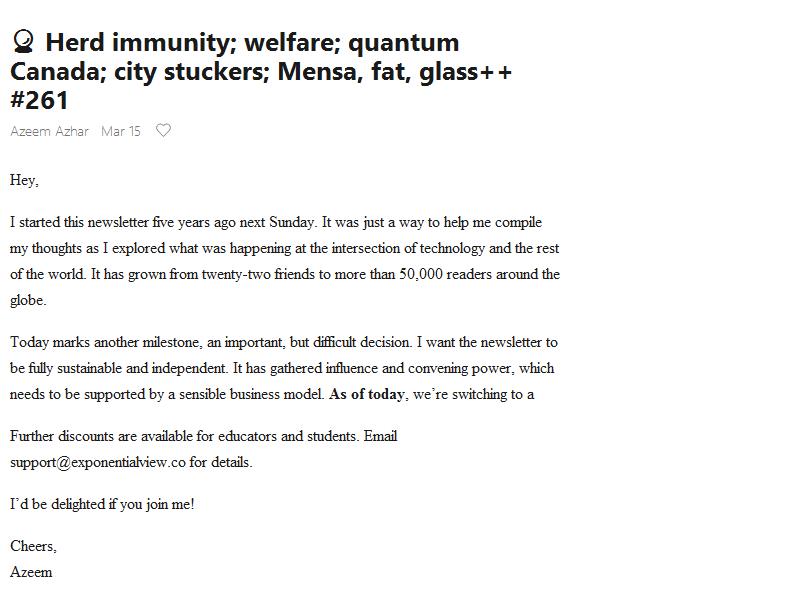 Herd immunity; welfare; quantum
Canada; city stuckers; Mensa, fat, glass++
#261
Azeem Azhar Mar 15
Hey,
I started this newsletter five years ago next Sunday. It was just a way to help me compile
my thoughts as I explored what was happening at the intersection of technology and the rest
of the world. It has grown from twenty-two friends to more than 50,000 readers around the
globe.
Today marks another milestone, an important, but difficult decision. I want the newsletter to
be fully sustainable and independent. It has gathered influence and convening power, which
needs to be supported by a sensible business model. As of today, we’re switching to a
Further discounts are available for educators and students. Email
support@exponentialview.co for details.
I’d be delighted if you join me!
Cheers,
Azeem